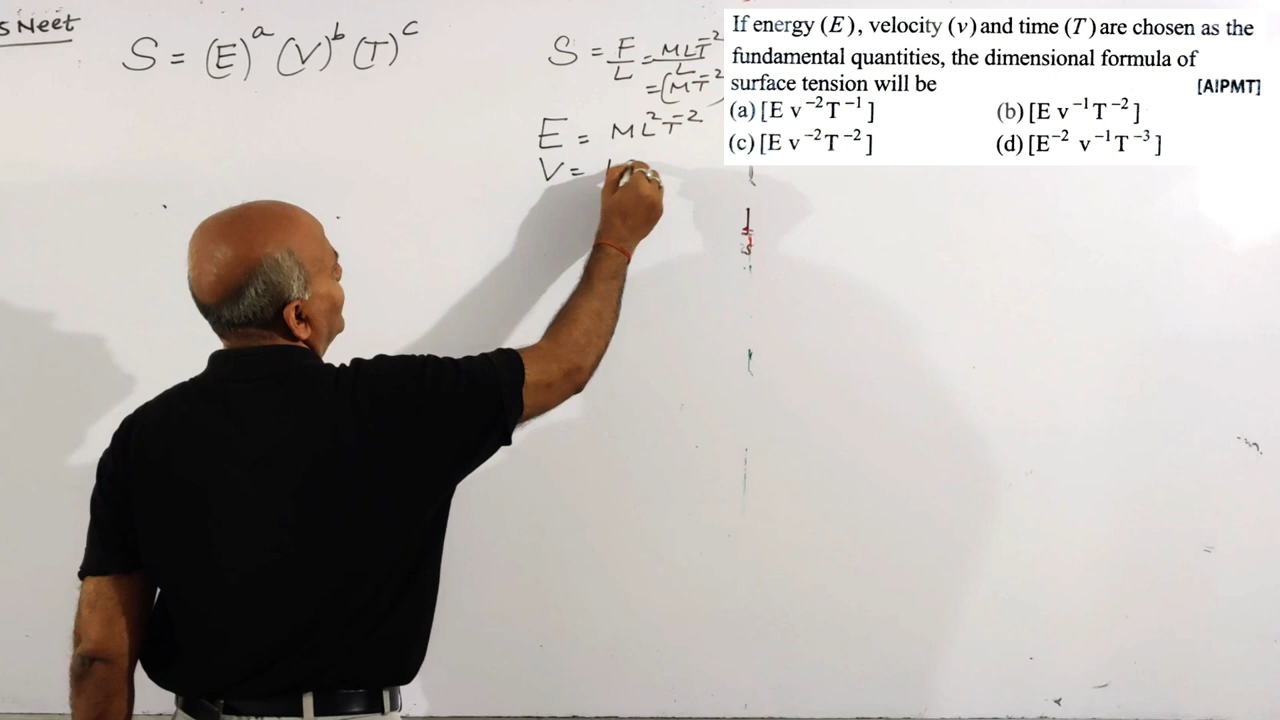 s Neet
S = (E)^a (V)^b (T)^c
S = F/L = MLT^-2/L
= (MT^-2)
E = ML^2T^-2
V = L
If energy (E), velocity (v) and time (T) are chosen as the
fundamental quantities, the dimensional formula of
surface tension will be [AIPMT]
(a) [E v^-2 T^-1] (b) [E v^-1 T^-2]
(c) [E v^-2 T^-2] (d) [E^-2 v^-1 T^-3]